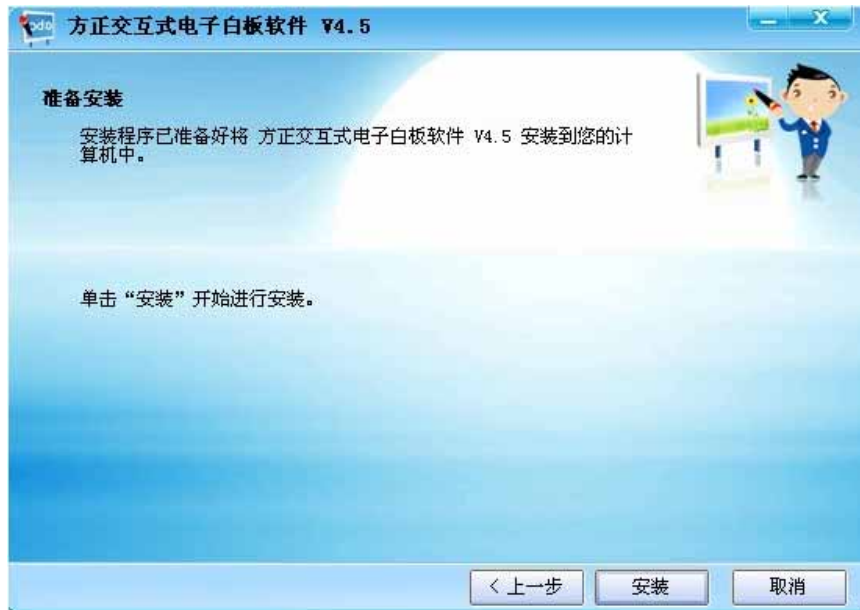 方正交互式电子白板软件 V4.5
准备安装
安装程序已准备好将 方正交互式电子白板软件 V4.5 安装到您的计
算机中。
单击“安装”开始进行安装。
< 上一步 安装 取消